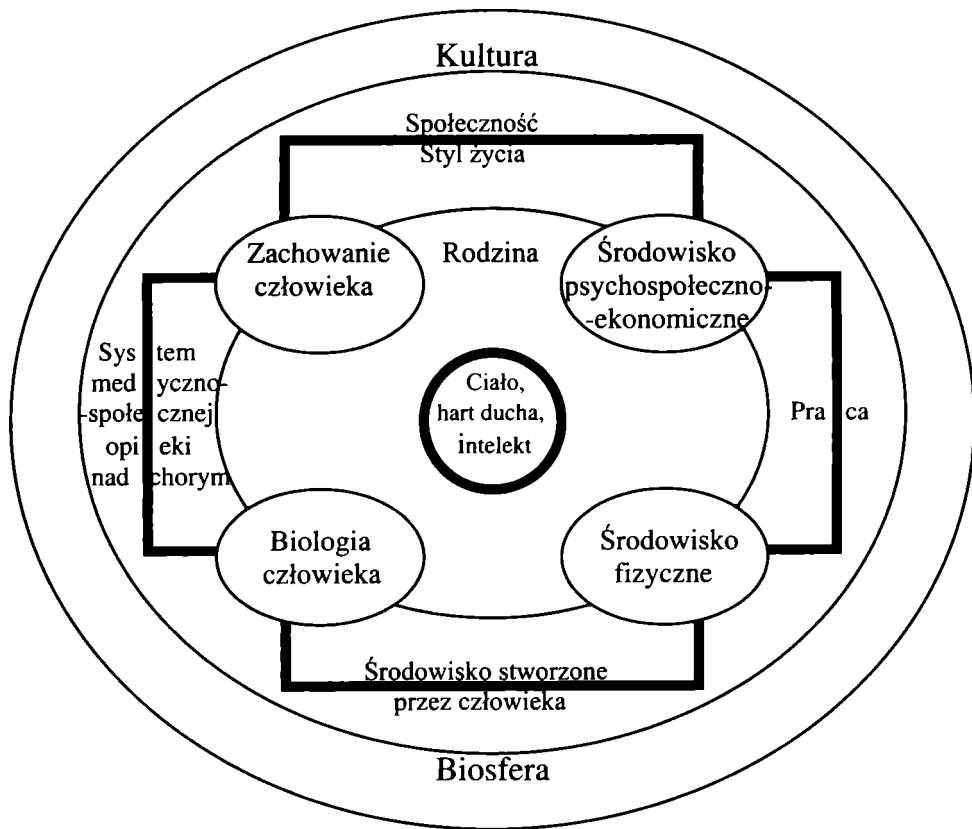 Kultura
Społeczność
Styl życia
Zachowanie
człowieka
Rodzina
Środowisko
psychospołeczno-
-ekonomiczne
Sys tem
med yczno-
-społe cznej
opi eki
nad chorym
Ciało,
hart ducha,
intelekt
Pra ca
Biologia
człowieka
Środowisko
fizyczne
Środowisko stworzone
przez człowieka
Biosfera